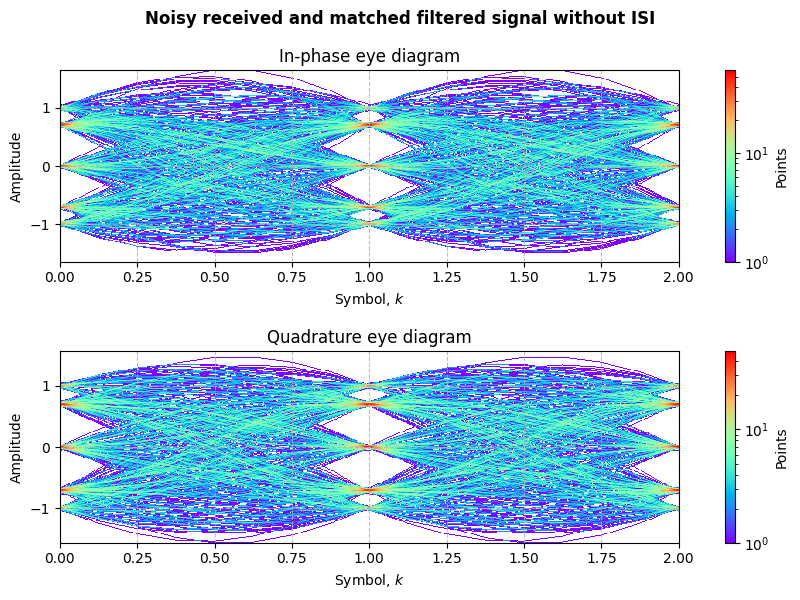 Noisy received and matched filtered signal without ISI
In-phase eye diagram
Amplitude
1
0
−1
0.00 0.25 0.50 0.75 1.00 1.25 1.50 1.75 2.00
Symbol, k
10¹
10⁰
Points
Quadrature eye diagram
Amplitude
1
0
−1
0.00 0.25 0.50 0.75 1.00 1.25 1.50 1.75 2.00
Symbol, k
10¹
10⁰
Points